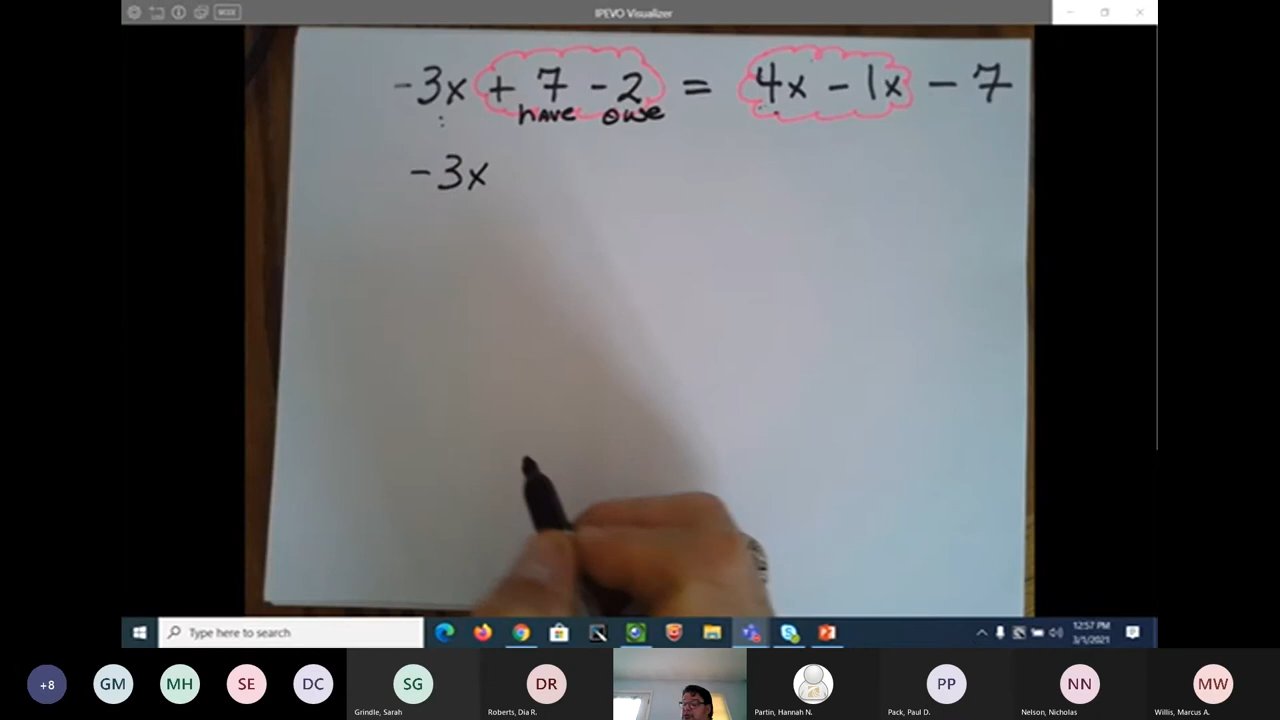 IPEVO Visualizer
MODE
-3x + 7 - 2 = 4x - 1x - 7
have owe
-3x
Type here to search
12:57 PM
3/1/2021
+8 GM MH SE DC SG DR PP NN MW
Grindle, Sarah Roberts, Dia R. Partin, Hannah N. Pack, Paul D. Nelson, Nicholas Willis, Marcus A.